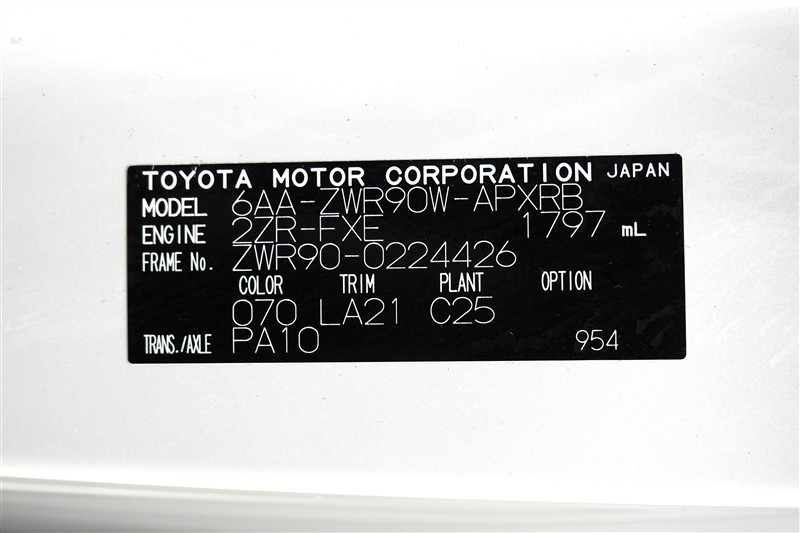 TOYOTA MOTOR CORPORATION JAPAN
MODEL 6AA-ZWR90W-APXRB
ENGINE 2ZR-FXE 1797 mL
FRAME No. ZWR90-0224426
COLOR TRIM PLANT OPTION
070 LA21 C25
TRANS./AXLE PA10 954